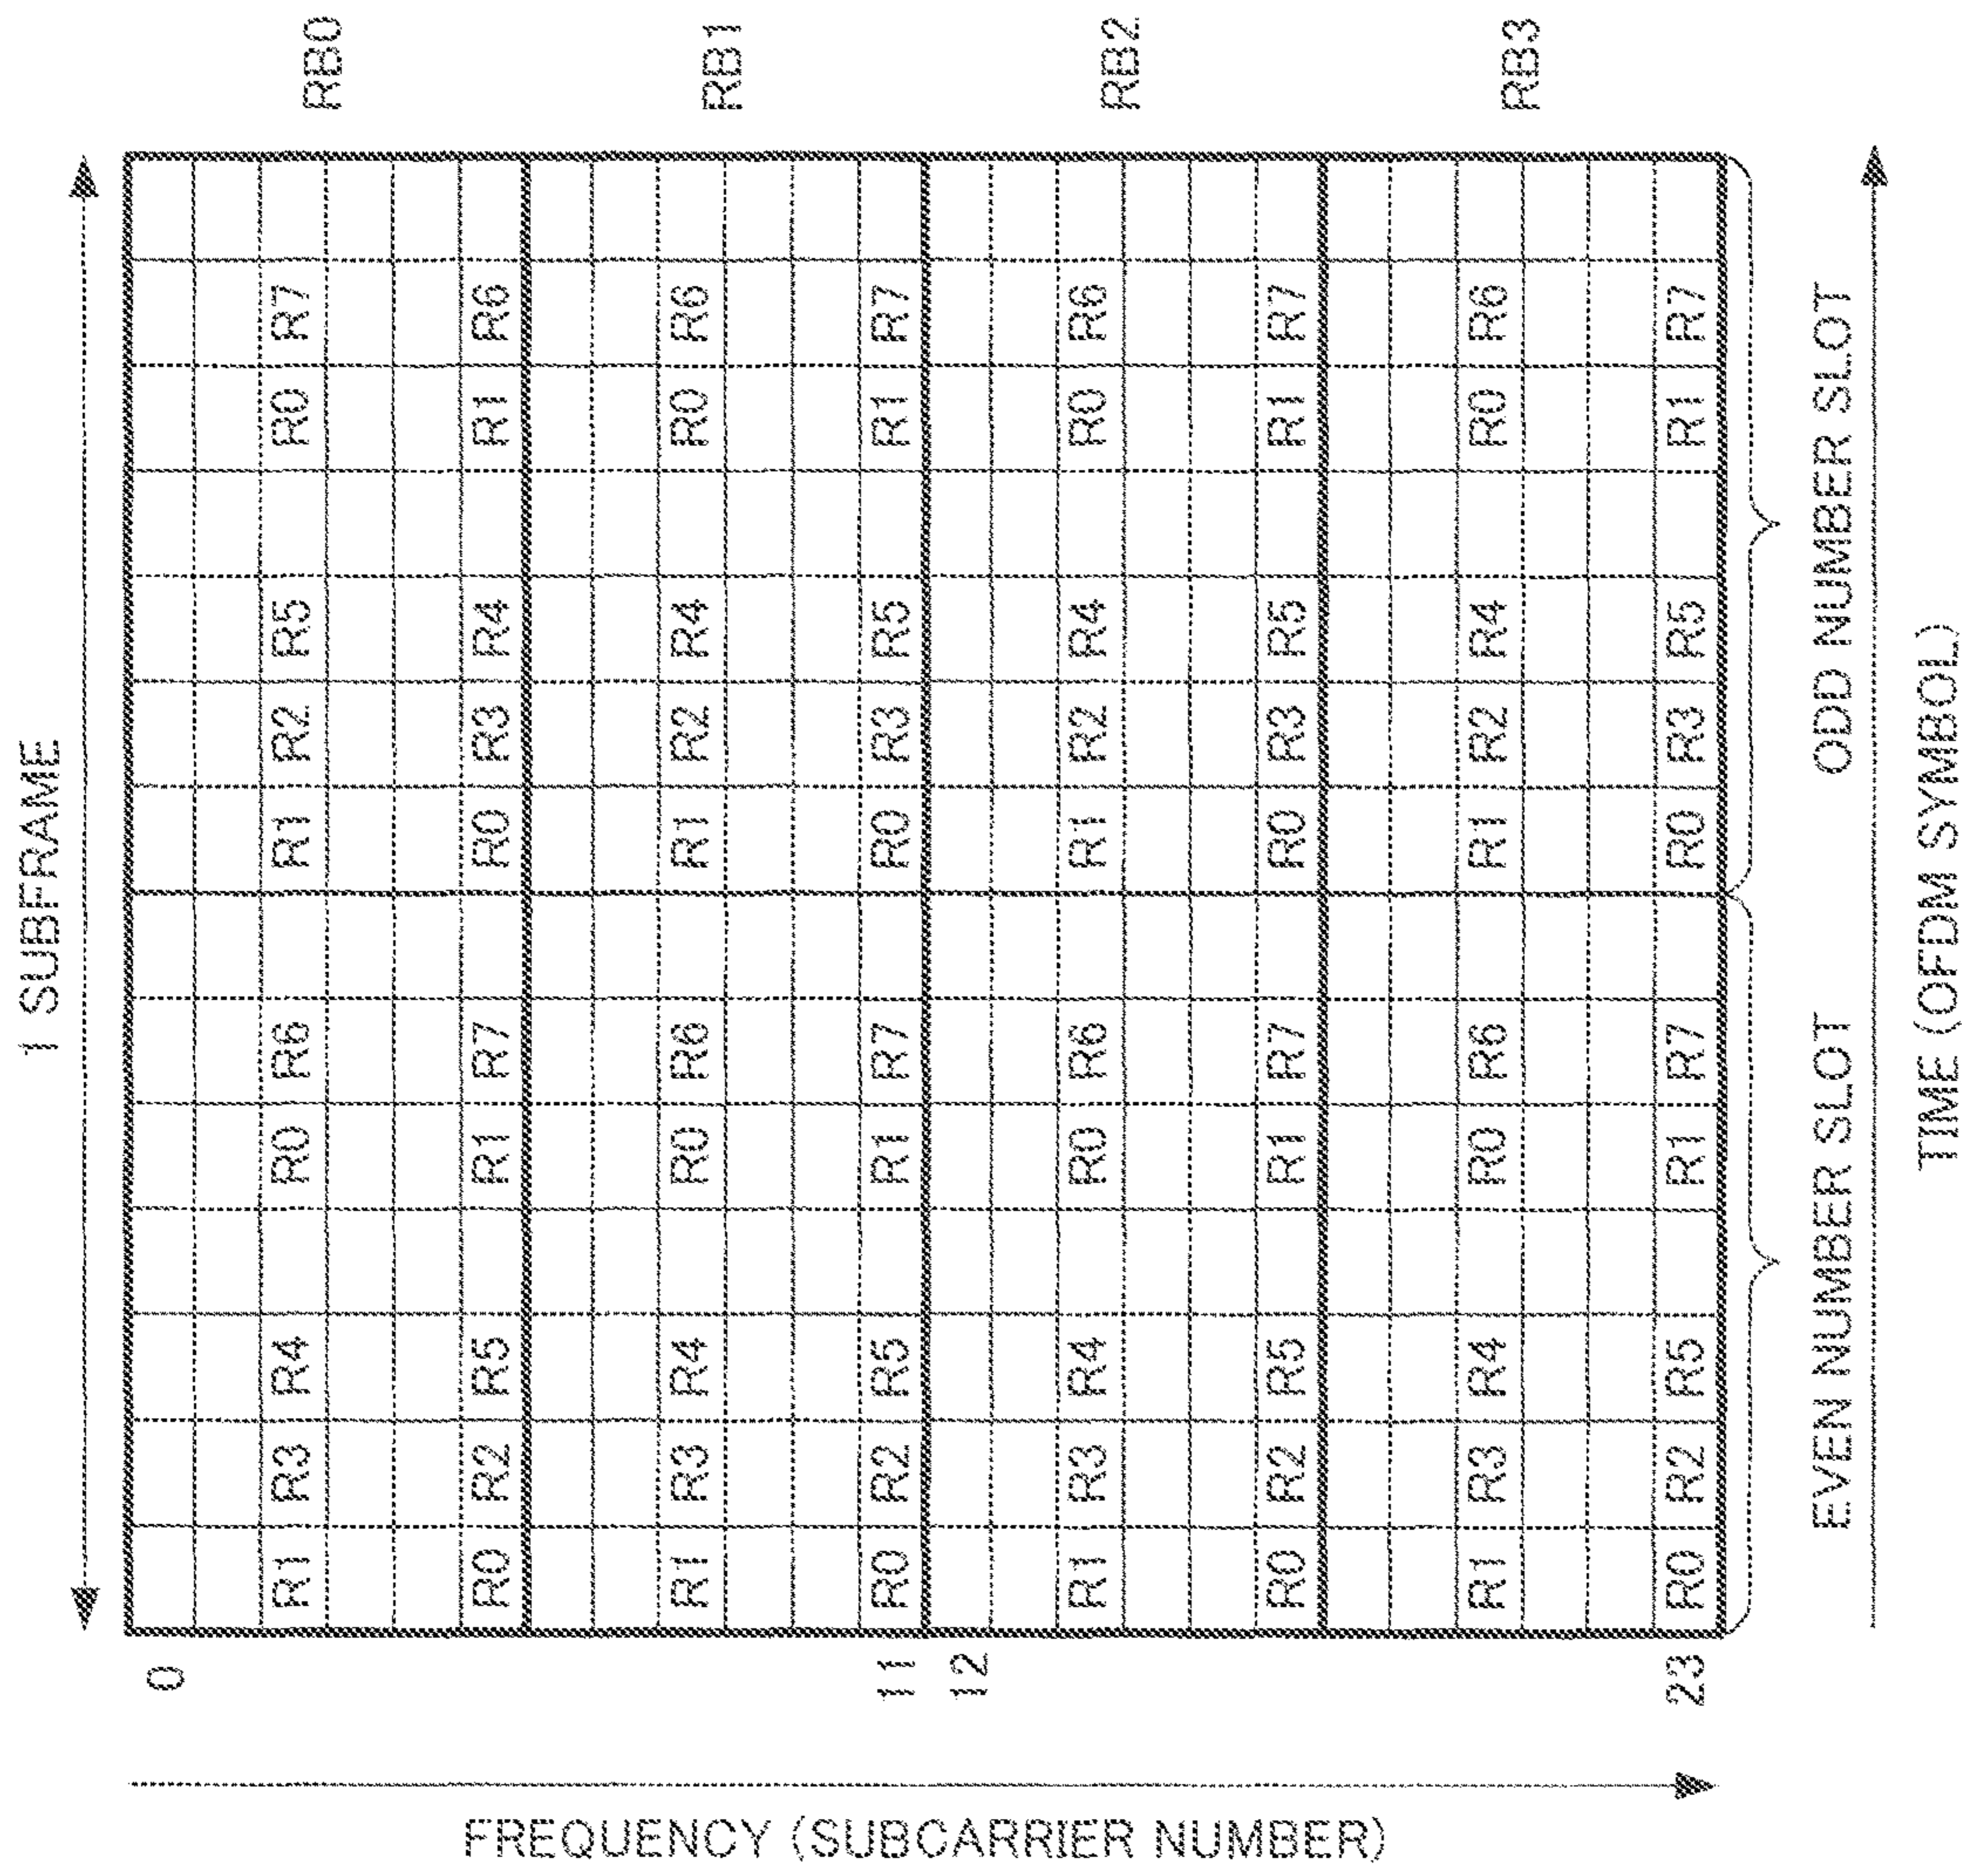 1 SUBFRAME
0
R1 R3 R4 R0 R6 R1 R2 R5 R0 R7
RB0
R0 R2 R5 R1 R7 R0 R3 R4 R1 R6
R1 R3 R4 R0 R6 R1 R2 R4 R0 R6
RB1
11 R0 R2 R5 R1 R7 R0 R3 R5 R1 R7
12
R1 R3 R4 R0 R6 R1 R2 R4 R0 R6
RB2
R0 R2 R5 R1 R7 R0 R3 R5 R1 R7
R1 R3 R4 R0 R6 R1 R2 R4 R0 R6
RB3
23 R0 R2 R5 R1 R7 R0 R3 R5 R1 R7
FREQUENCY (SUBCARRIER NUMBER)
EVEN NUMBER SLOT
ODD NUMBER SLOT
TIME (OFDM SYMBOL)